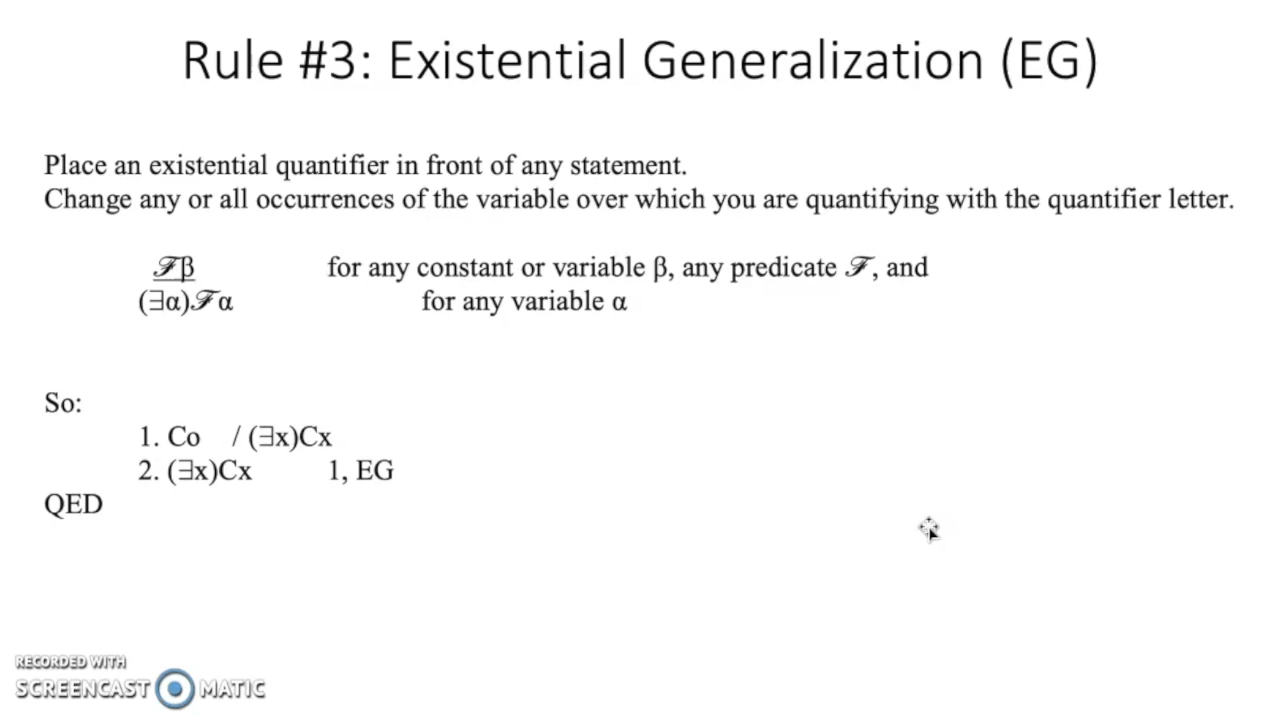 Rule #3: Existential Generalization (EG)
Place an existential quantifier in front of any statement.
Change any or all occurrences of the variable over which you are quantifying with the quantifier letter.
ℱβ for any constant or variable β, any predicate ℱ, and
(∃α)ℱα for any variable α
So:
1. Co / (∃x)Cx
2. (∃x)Cx 1, EG
QED
RECORDED WITH
SCREENCAST MATIC